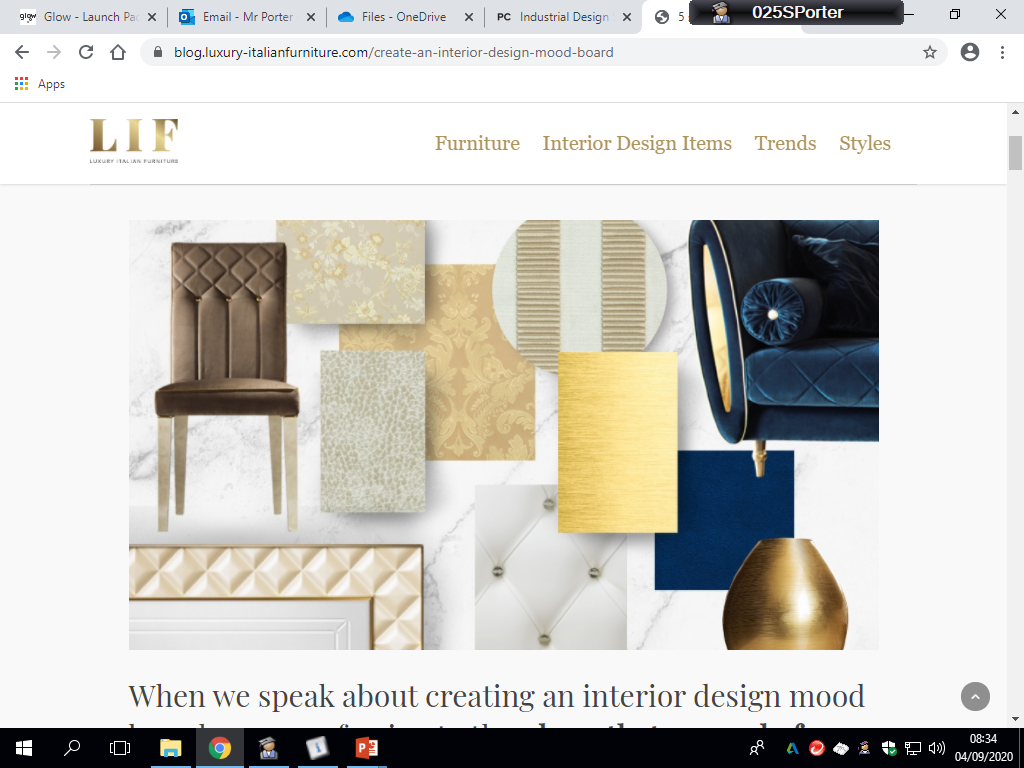 Glow - Launch Pac
Email - Mr Porter
Files - OneDrive
PC Industrial Design
5
025SPorter
blog.luxury-italianfurniture.com/create-an-interior-design-mood-board
Apps
LIF
LUXURY ITALIAN FURNITURE
Furniture Interior Design Items Trends Styles
When we speak about creating an interior design mood
08:34
04/09/2020